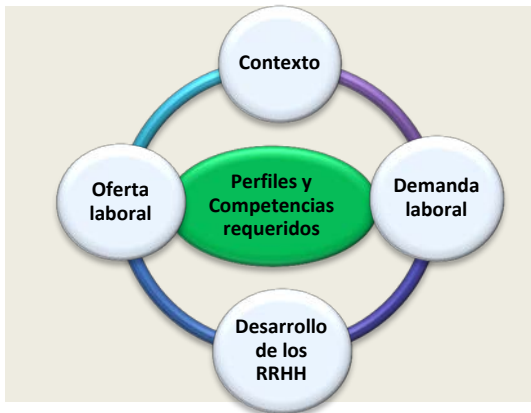 Contexto
Oferta
laboral
Perfiles y
Competencias
requeridos
Demanda
laboral
Desarrollo
de los
RRHH